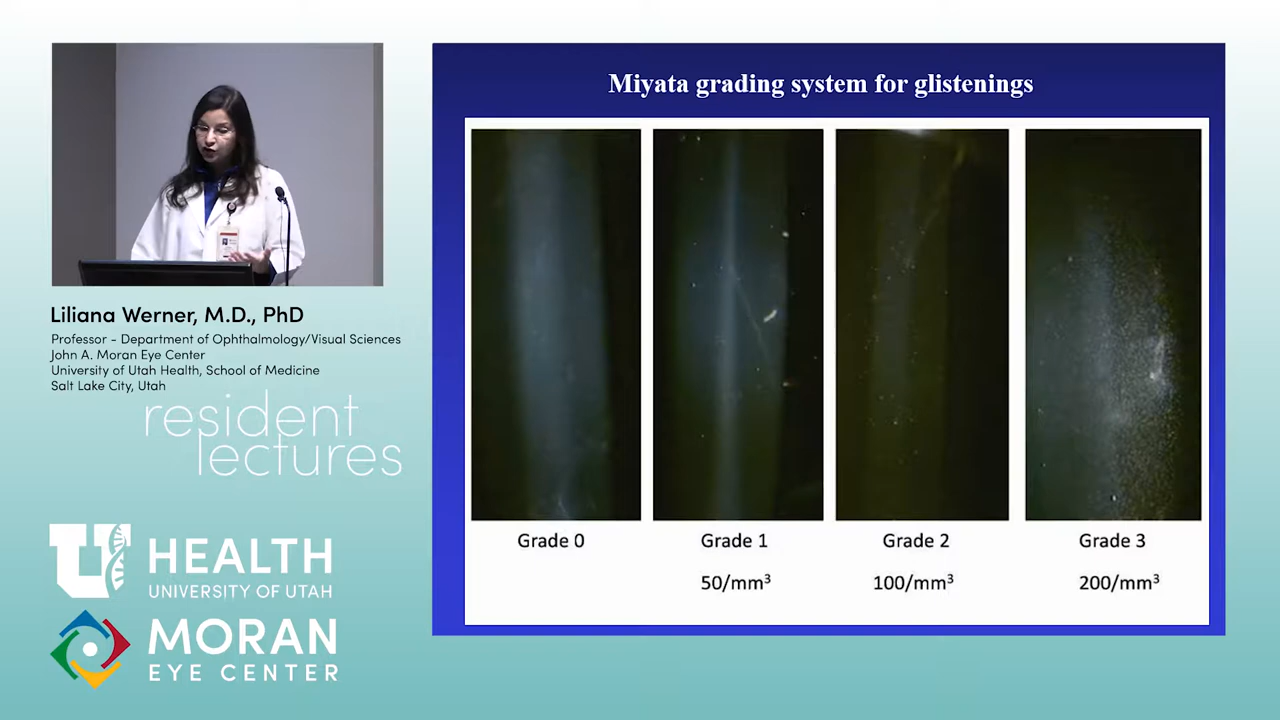 Miyata grading system for glistenings
Grade 0
Grade 1
Grade 2
Grade 3
50/mm³
100/mm³
200/mm³
Liliana Werner, M.D., PhD
Professor - Department of Ophthalmology/Visual Sciences
John A. Moran Eye Center
University of Utah Health, School of Medicine
Salt Lake City, Utah
resident
lectures
U HEALTH
UNIVERSITY OF UTAH
MORAN
EYE CENTER